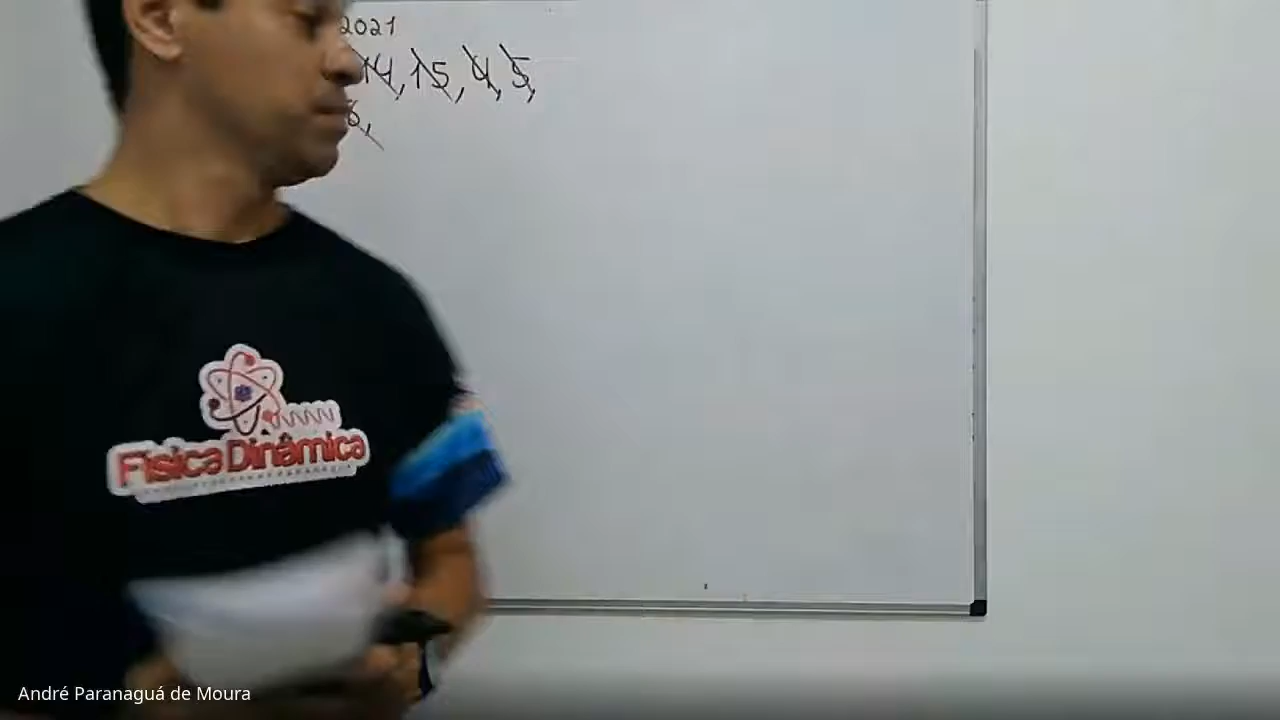 2021
14, 15, 4, 5,
6,
Física Dinâmica
André Paranaguá de Moura